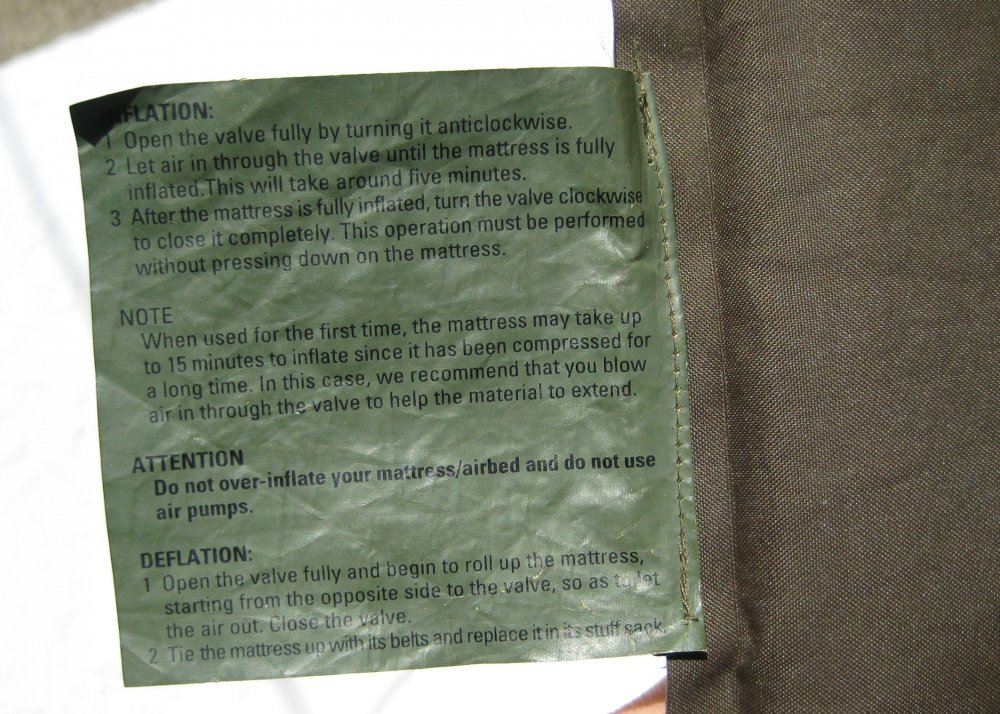 INFLATION:
1 Open the valve fully by turning it anticlockwise.
2 Let air in through the valve until the mattress is fully
inflated.This will take around five minutes.
3 After the mattress is fully inflated, turn the valve clockwise
to close it completely. This operation must be performed
without pressing down on the mattress.
NOTE
When used for the first time, the mattress may take up
to 15 minutes to inflate since it has been compressed for
a long time. In this case, we recommend that you blow
air in through the valve to help the material to extend.
ATTENTION
Do not over-inflate your mattress/airbed and do not use
air pumps.
DEFLATION:
1 Open the valve fully and begin to roll up the mattress,
starting from the opposite side to the valve, so as to let
the air out. Close the valve.
2 Tie the mattress up with its belts and replace it in its stuff sack.